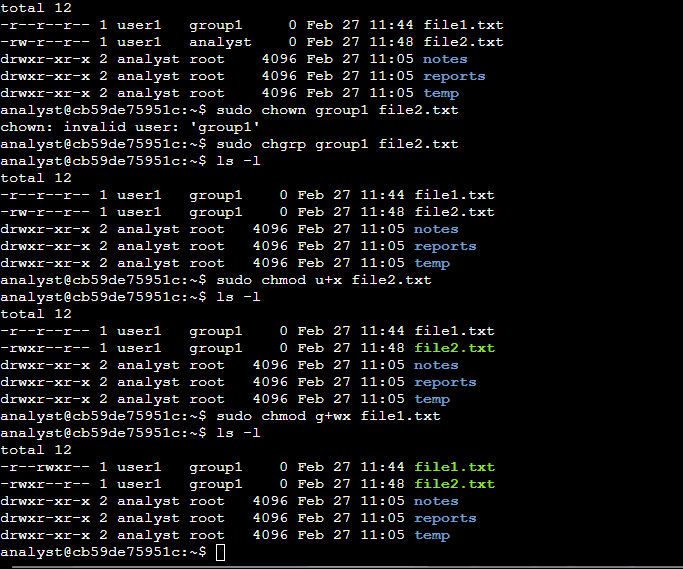 total 12
-r--r--r-- 1 user1   group1     0 Feb 27 11:44 file1.txt
-rw-r--r-- 1 user1   analyst    0 Feb 27 11:48 file2.txt
drwxr-xr-x 2 analyst root    4096 Feb 27 11:05 notes
drwxr-xr-x 2 analyst root    4096 Feb 27 11:05 reports
drwxr-xr-x 2 analyst root    4096 Feb 27 11:05 temp
analyst@cb59de75951c:~$ sudo chown group1 file2.txt
chown: invalid user: 'group1'
analyst@cb59de75951c:~$ sudo chgrp group1 file2.txt
analyst@cb59de75951c:~$ ls -l
total 12
-r--r--r-- 1 user1   group1    0 Feb 27 11:44 file1.txt
-rw-r--r-- 1 user1   group1    0 Feb 27 11:48 file2.txt
drwxr-xr-x 2 analyst root   4096 Feb 27 11:05 notes
drwxr-xr-x 2 analyst root   4096 Feb 27 11:05 reports
drwxr-xr-x 2 analyst root   4096 Feb 27 11:05 temp
analyst@cb59de75951c:~$ sudo chmod u+x file2.txt
analyst@cb59de75951c:~$ ls -l
total 12
-r--r--r-- 1 user1   group1    0 Feb 27 11:44 file1.txt
-rwxr--r-- 1 user1   group1    0 Feb 27 11:48 file2.txt
drwxr-xr-x 2 analyst root   4096 Feb 27 11:05 notes
drwxr-xr-x 2 analyst root   4096 Feb 27 11:05 reports
drwxr-xr-x 2 analyst root   4096 Feb 27 11:05 temp
analyst@cb59de75951c:~$ sudo chmod g+wx file1.txt
analyst@cb59de75951c:~$ ls -l
total 12
-r--rwxr-- 1 user1   group1    0 Feb 27 11:44 file1.txt
-rwxr--r-- 1 user1   group1    0 Feb 27 11:48 file2.txt
drwxr-xr-x 2 analyst root   4096 Feb 27 11:05 notes
drwxr-xr-x 2 analyst root   4096 Feb 27 11:05 reports
drwxr-xr-x 2 analyst root   4096 Feb 27 11:05 temp
analyst@cb59de75951c:~$